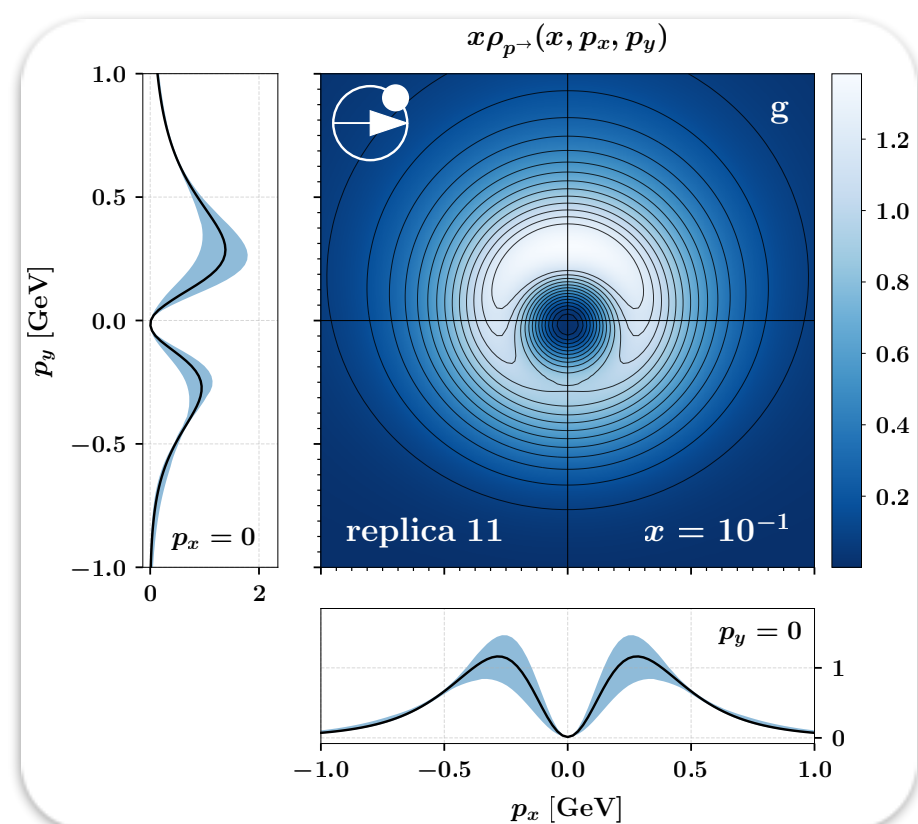 xρ_{p→}(x, p_x, p_y)
1.0
0.5
0.0
−0.5
−1.0
p_y [GeV]
0
2
p_x = 0
g
replica 11
x = 10^{−1}
1.2
1.0
0.8
0.6
0.4
0.2
p_y = 0
1
0
−1.0
−0.5
0.0
0.5
1.0
p_x [GeV]